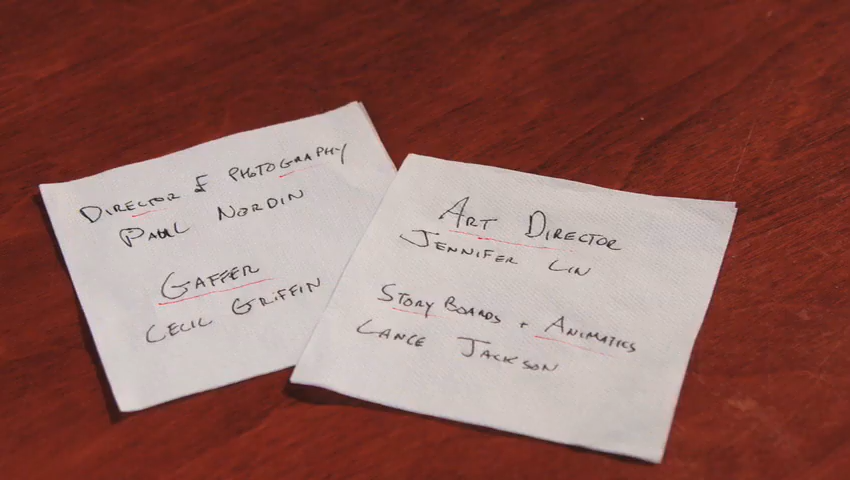 DIRECTOR OF PHOTOGRAPHY
PAUL NORDIN
GAFFER
CECIL GRIFFIN
ART DIRECTOR
JENNIFER LIN
STORY BOARDS + ANIMATICS
LANCE JACKSON